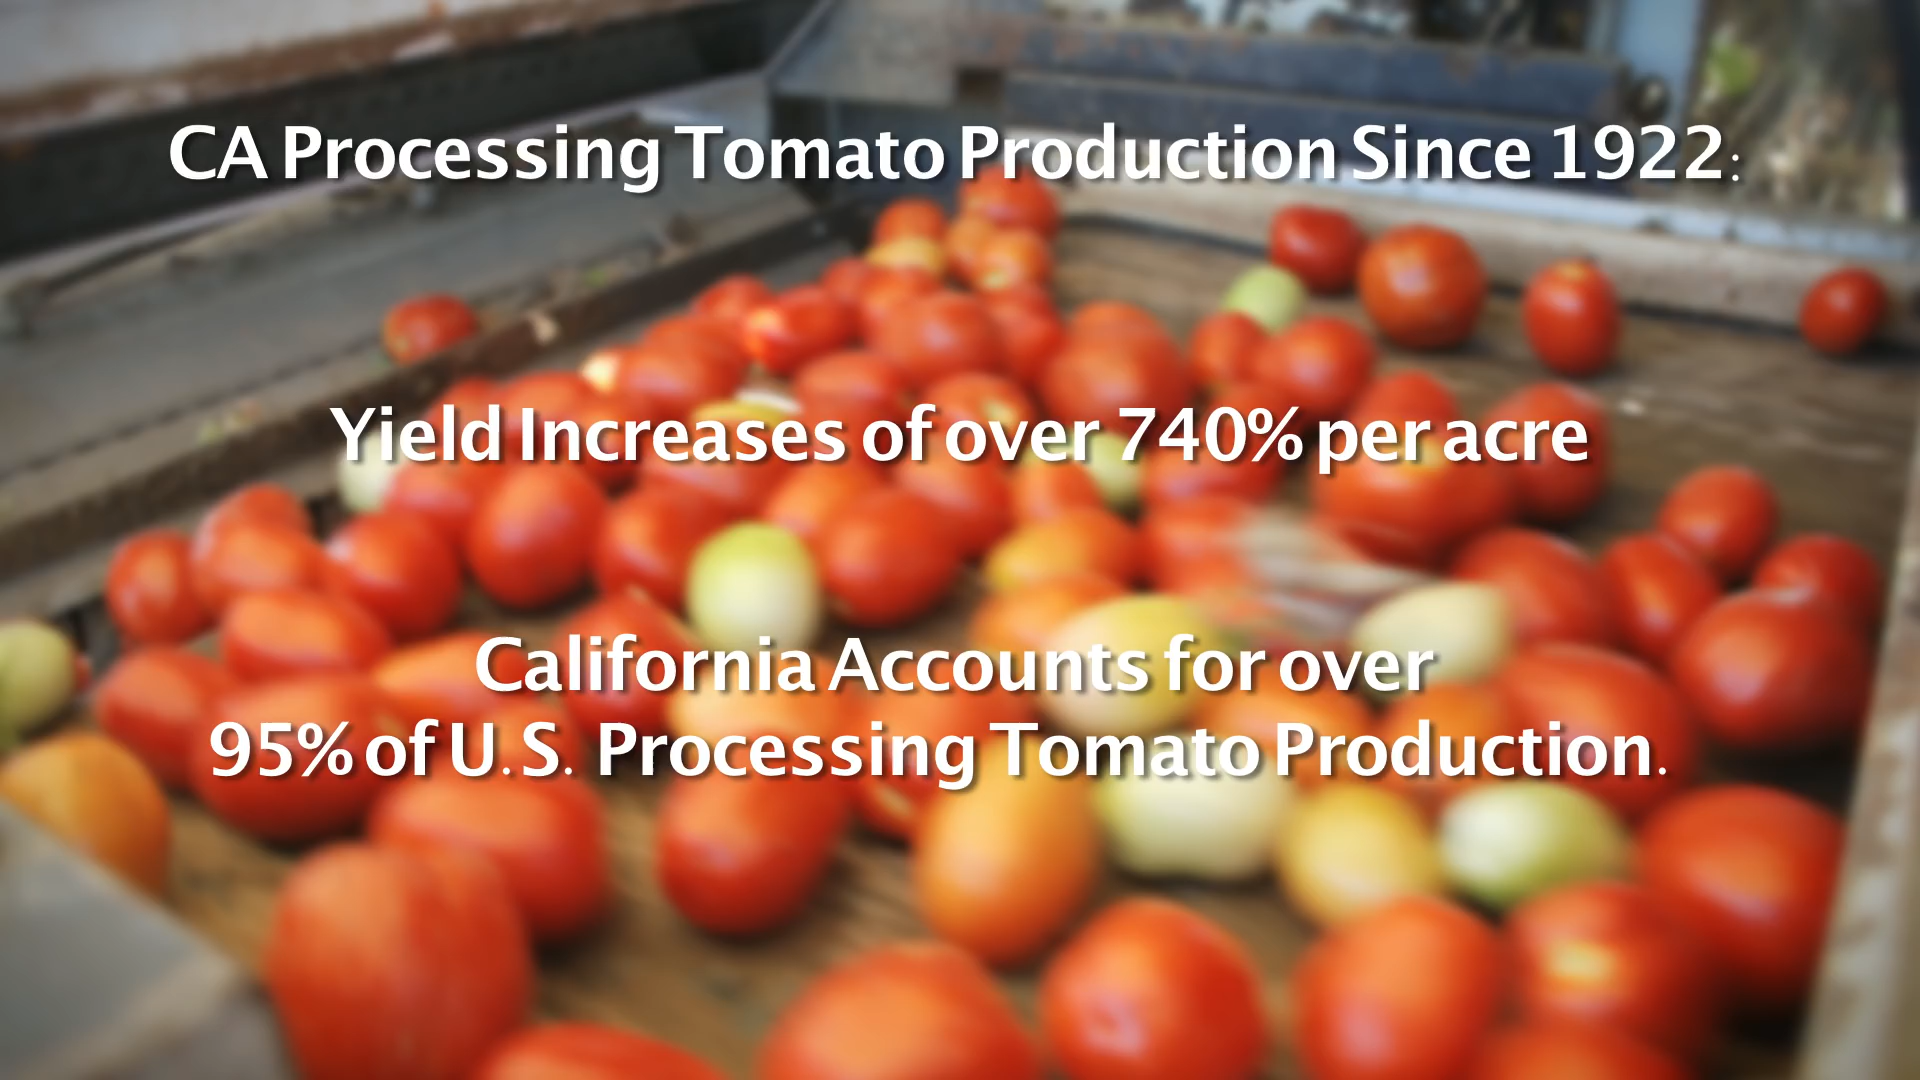 CA Processing Tomato Production Since 1922:
Yield Increases of over 740% per acre
California Accounts for over
95% of U.S. Processing Tomato Production.